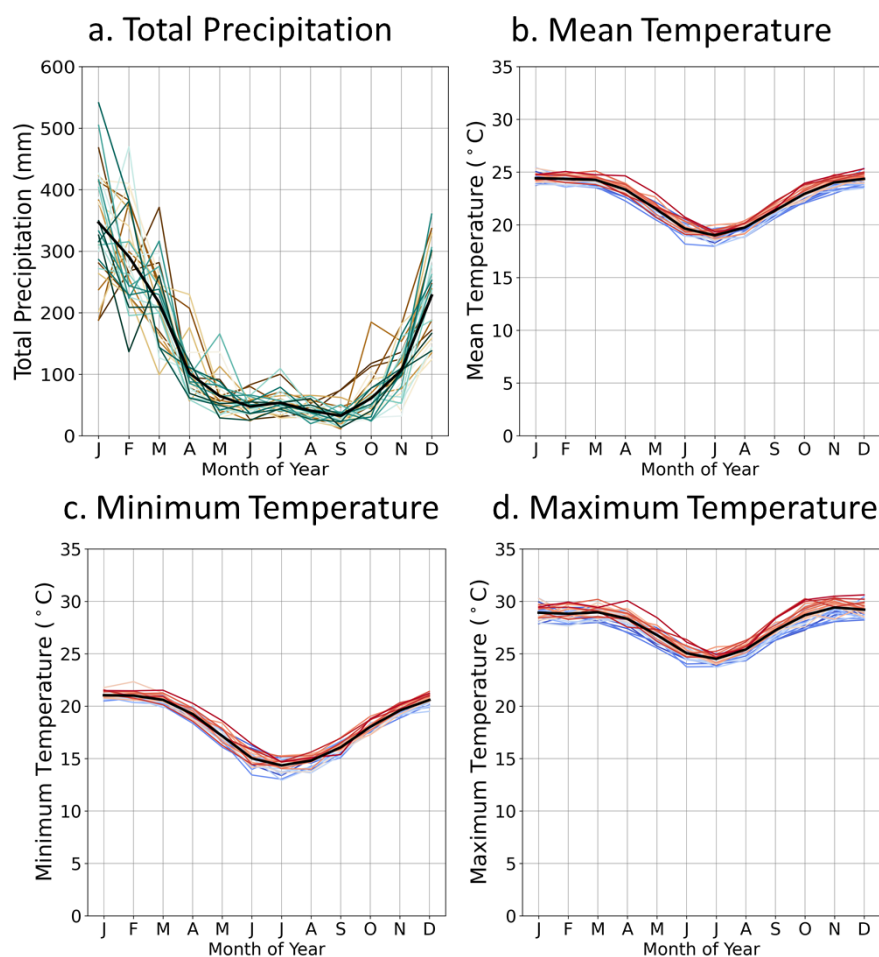 a. Total Precipitation
Total Precipitation (mm)
600
500
400
300
200
100
0
J F M A M J J A S O N D
Month of Year
b. Mean Temperature
Mean Temperature (°C)
35
30
25
20
15
10
5
0
J F M A M J J A S O N D
Month of Year
c. Minimum Temperature
Minimum Temperature (°C)
35
30
25
20
15
10
5
0
J F M A M J J A S O N D
Month of Year
d. Maximum Temperature
Maximum Temperature (°C)
35
30
25
20
15
10
5
0
J F M A M J J A S O N D
Month of Year